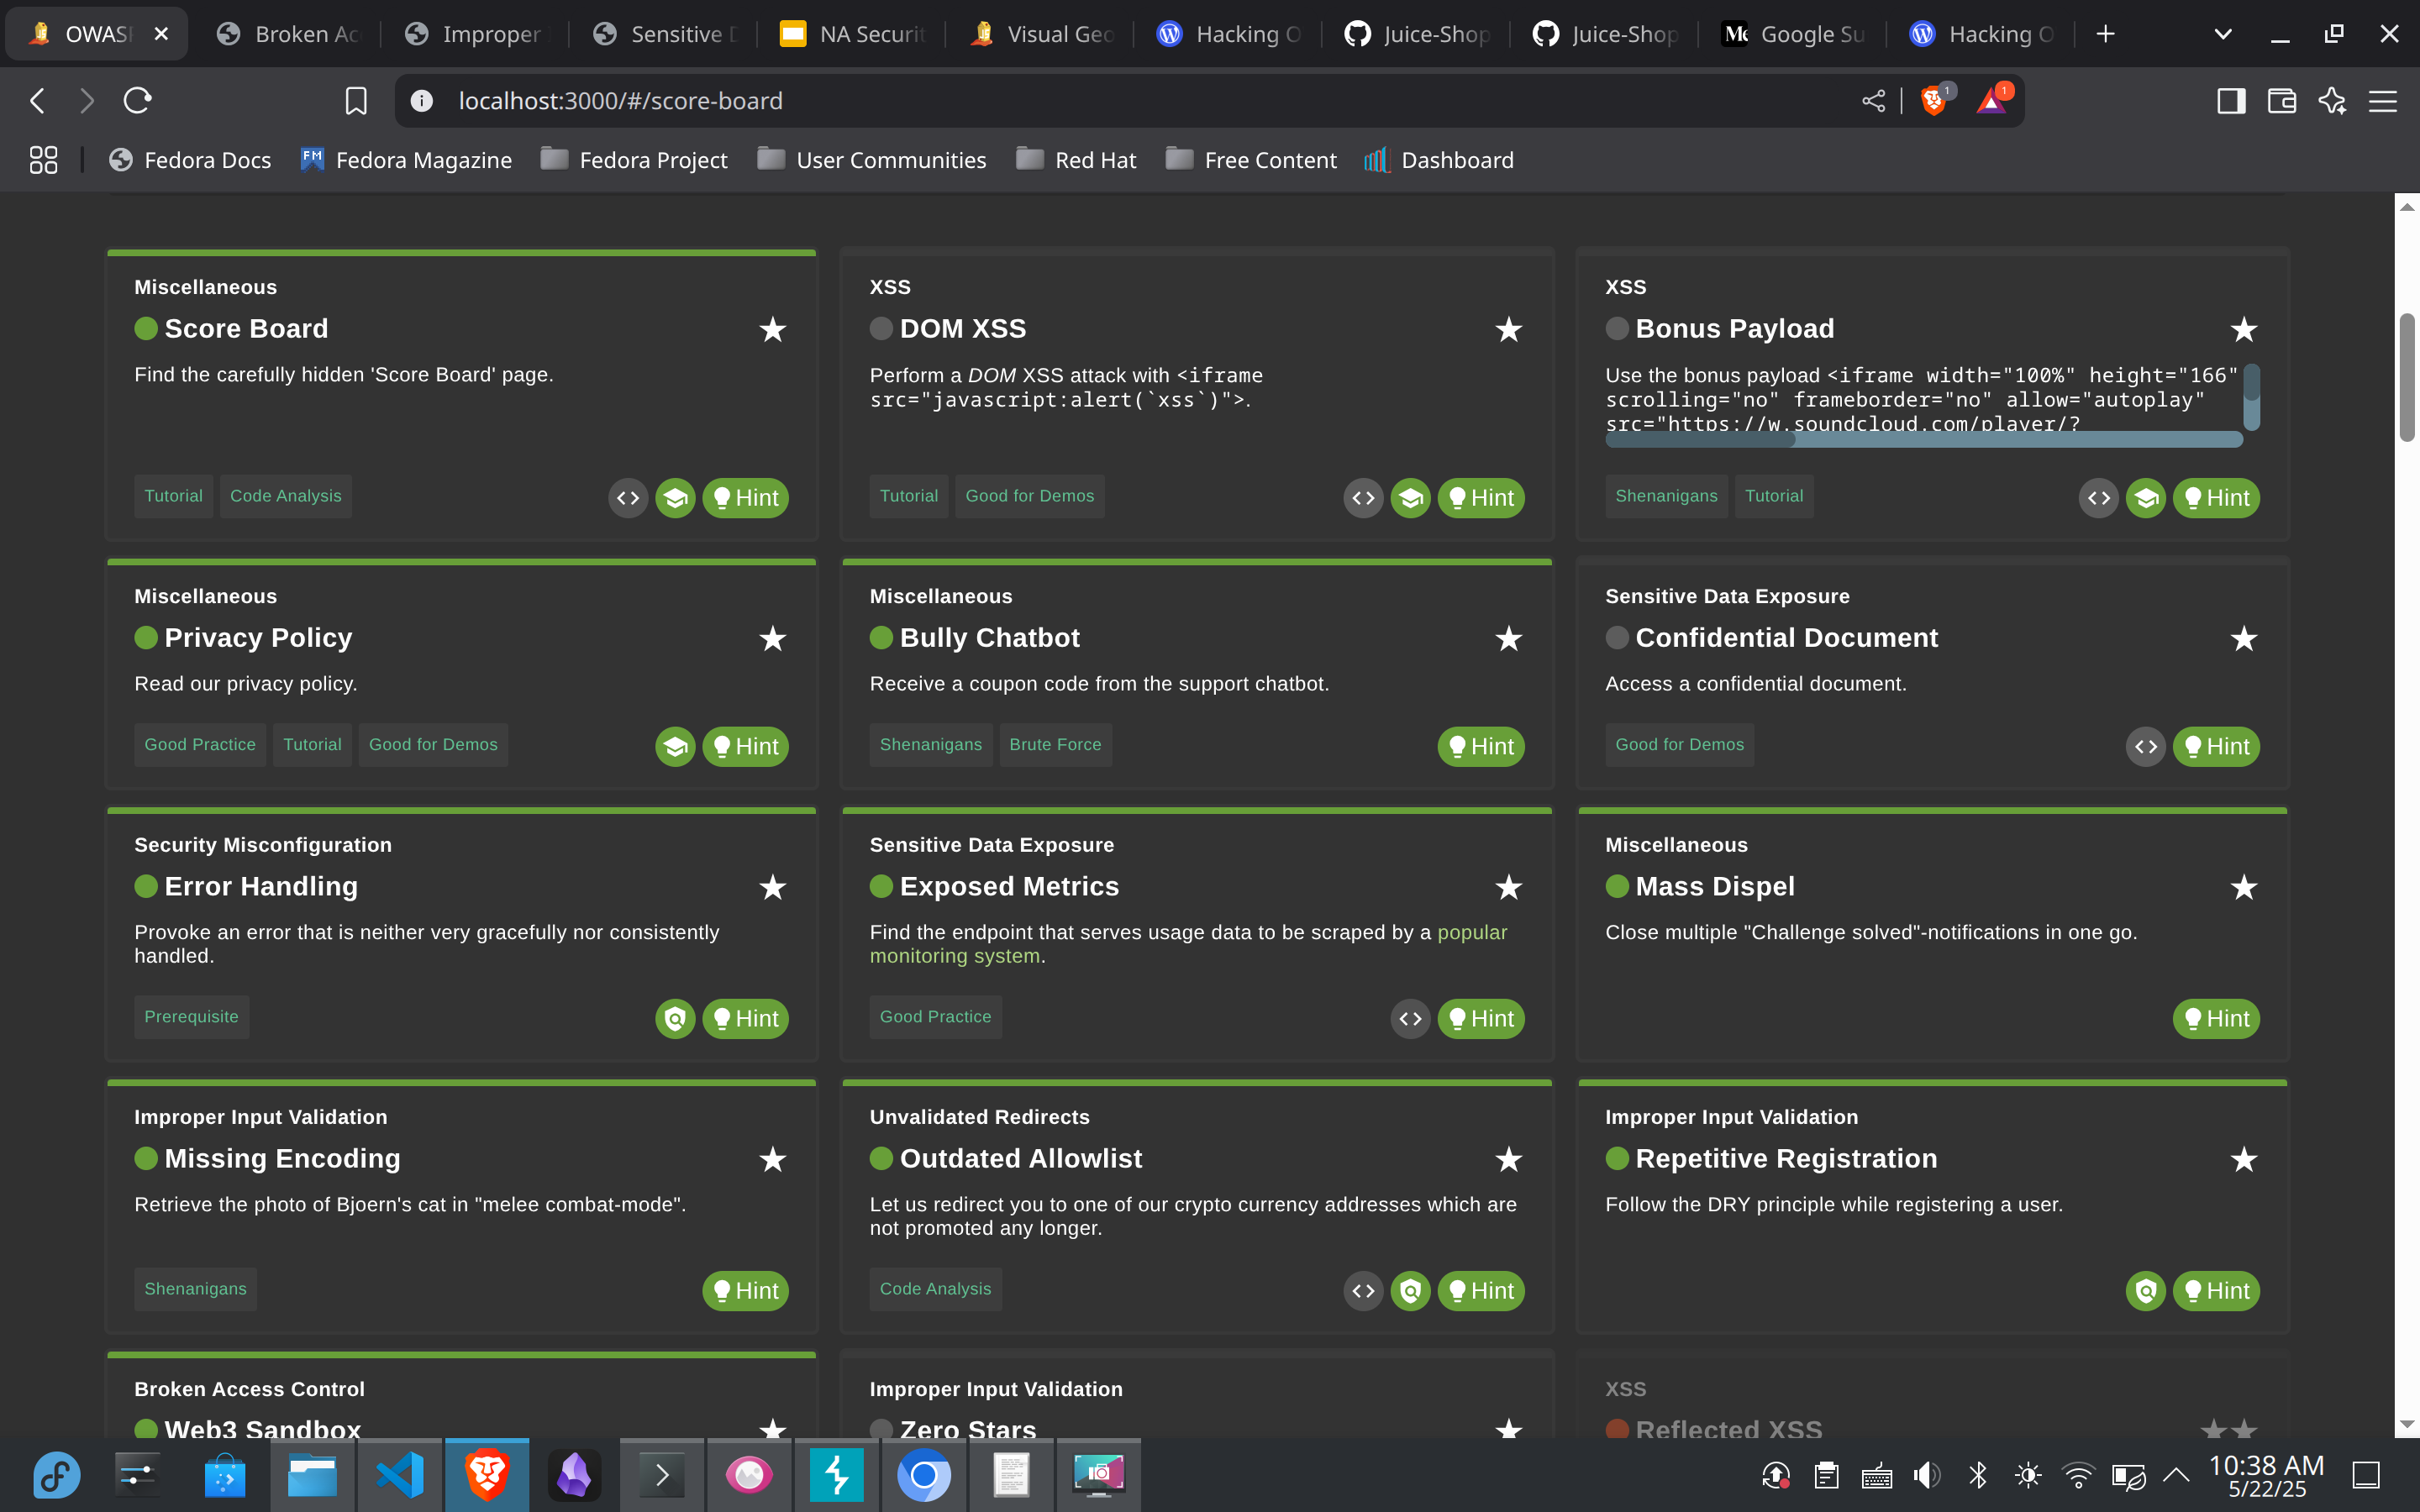 OWAS
Broken Ac
Improper
Sensitive D
NA Securit
Visual Geo
Hacking O
Juice-Shop
Juice-Shop
Google Su
Hacking O
localhost:3000/#/score-board
1
1
Fedora Docs
FM
Fedora Magazine
Fedora Project
User Communities
Red Hat
Free Content
Dashboard
Miscellaneous
Score Board
Find the carefully hidden 'Score Board' page.
Tutorial
Code Analysis
Hint
XSS
DOM XSS
Perform a DOM XSS attack with <iframe
src="javascript:alert(`xss`)">.
Tutorial
Good for Demos
Hint
XSS
Bonus Payload
Use the bonus payload <iframe width="100%" height="166"
scrolling="no" frameborder="no" allow="autoplay"
src="https://w.soundcloud.com/player/?
Shenanigans
Tutorial
Hint
Miscellaneous
Privacy Policy
Read our privacy policy.
Good Practice
Tutorial
Good for Demos
Hint
Miscellaneous
Bully Chatbot
Receive a coupon code from the support chatbot.
Shenanigans
Brute Force
Hint
Sensitive Data Exposure
Confidential Document
Access a confidential document.
Good for Demos
Hint
Security Misconfiguration
Error Handling
Provoke an error that is neither very gracefully nor consistently
handled.
Prerequisite
Hint
Sensitive Data Exposure
Exposed Metrics
Find the endpoint that serves usage data to be scraped by a popular
monitoring system.
Good Practice
Hint
Miscellaneous
Mass Dispel
Close multiple "Challenge solved"-notifications in one go.
Hint
Improper Input Validation
Missing Encoding
Retrieve the photo of Bjoern's cat in "melee combat-mode".
Shenanigans
Hint
Unvalidated Redirects
Outdated Allowlist
Let us redirect you to one of our crypto currency addresses which are
not promoted any longer.
Code Analysis
Hint
Improper Input Validation
Repetitive Registration
Follow the DRY principle while registering a user.
Hint
Broken Access Control
Web3 Sandbox
Improper Input Validation
Zero Stars
XSS
Reflected XSS
10:38 AM
5/22/25